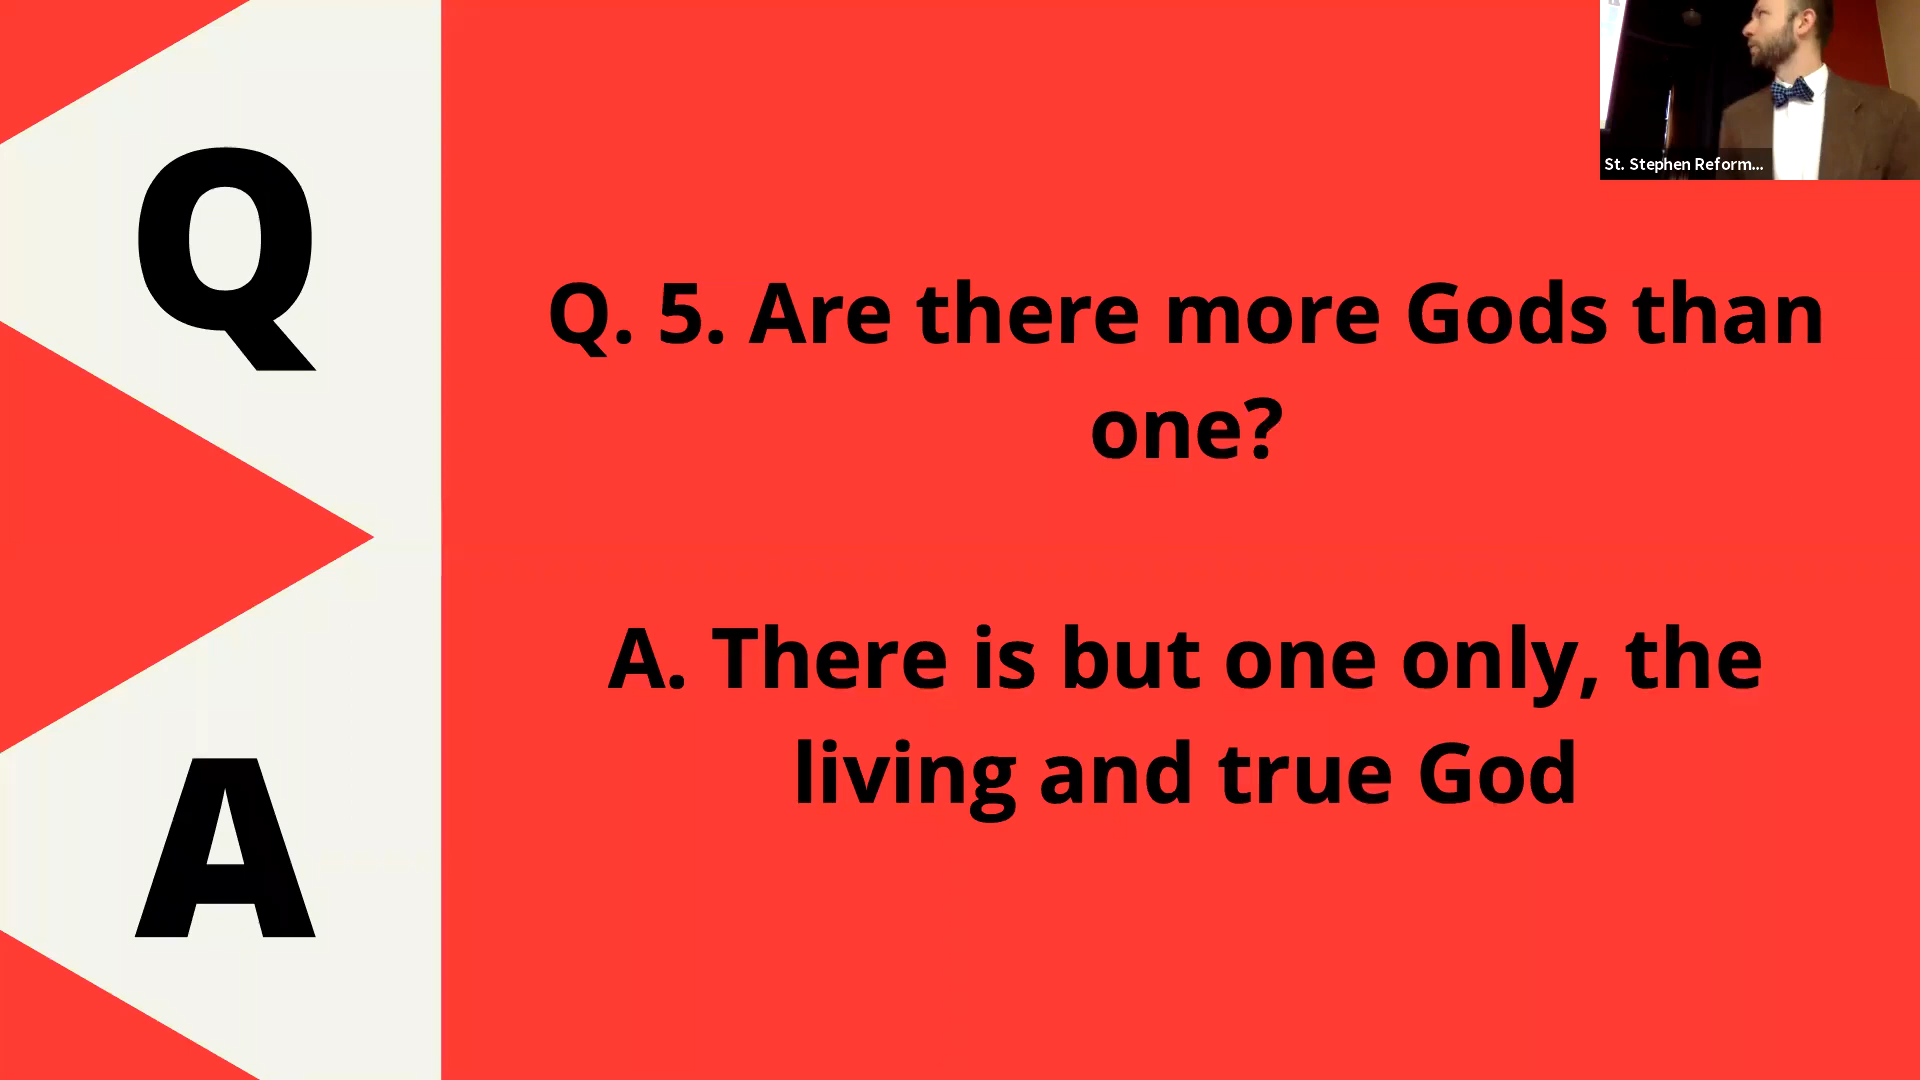 Q
A
Q. 5. Are there more Gods than
one?
A. There is but one only, the
living and true God
St. Stephen Reform...